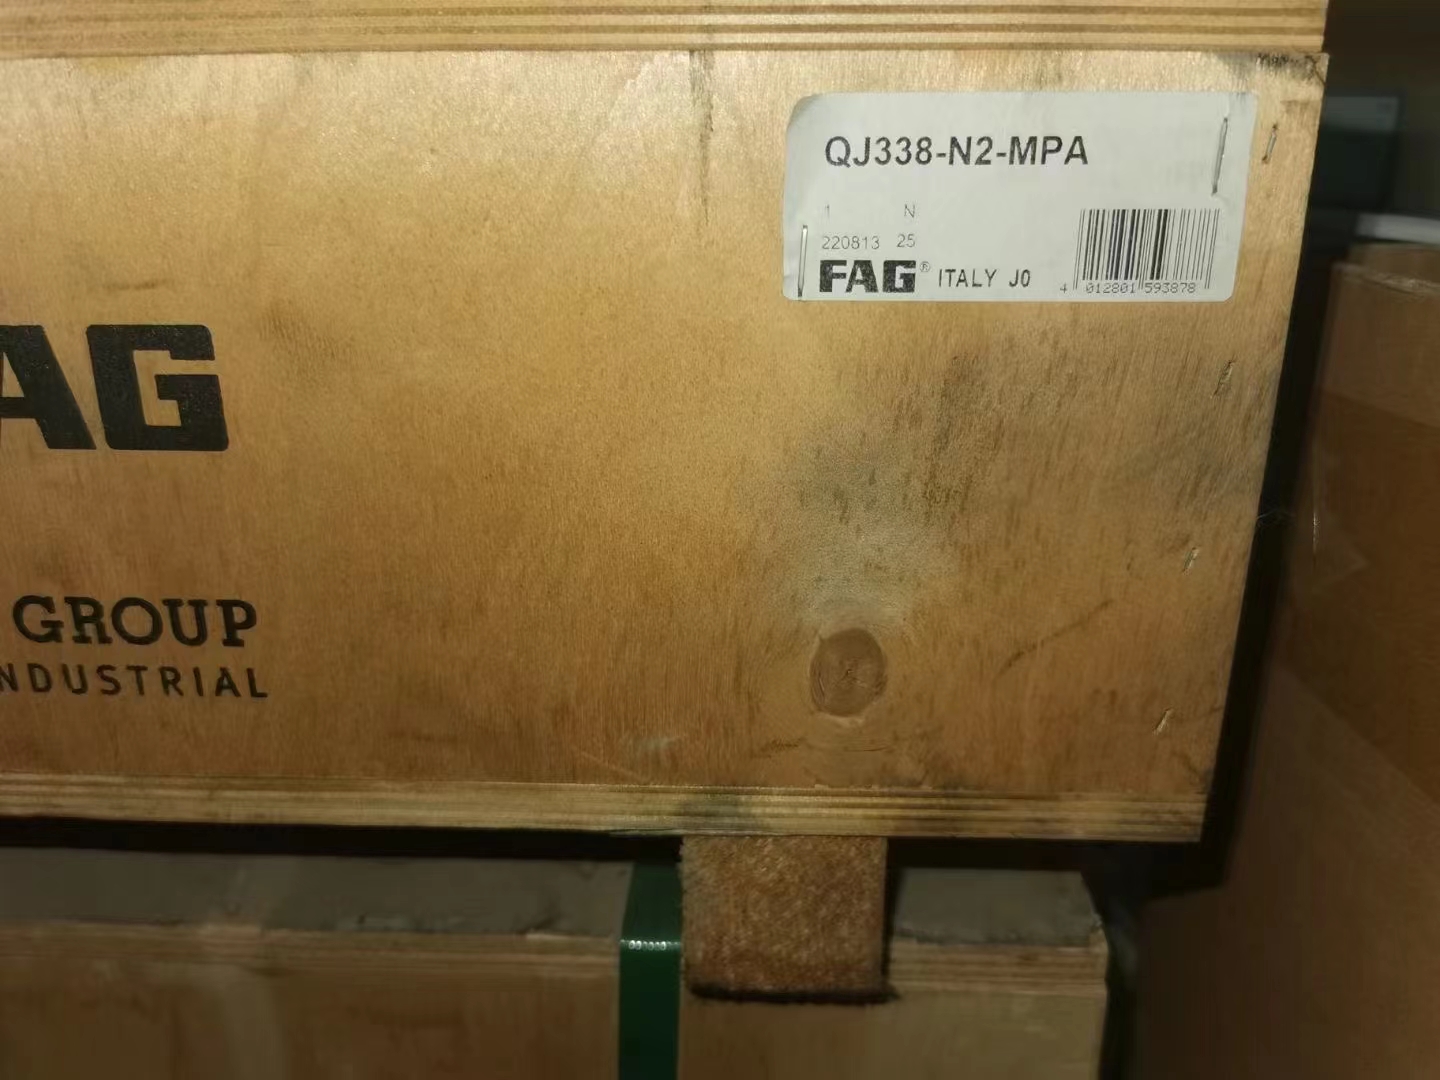 QJ338-N2-MPA
1 N
220813 25
FAG® ITALY J0
4 012801 593878
AG
GROUP
NDUSTRIAL